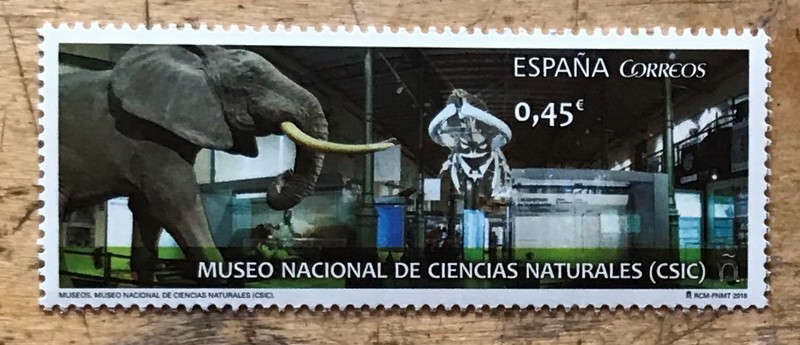 ESPAÑA CORREOS
0,45€
MUSEO NACIONAL DE CIENCIAS NATURALES (CSIC) Ñ
MUSEOS. MUSEO NACIONAL DE CIENCIAS NATURALES (CSIC).
RCM-FNMT 2016